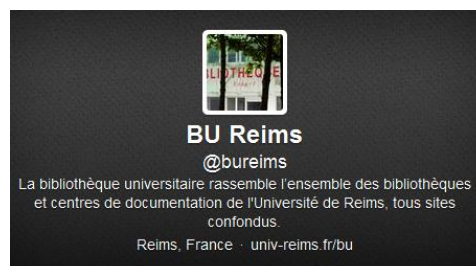 BIBLIOTHEQUE
BU Reims
@bureims
La bibliothèque universitaire rassemble l'ensemble des bibliothèques
et centres de documentation de l'Université de Reims, tous sites
confondus.
Reims, France · univ-reims.fr/bu